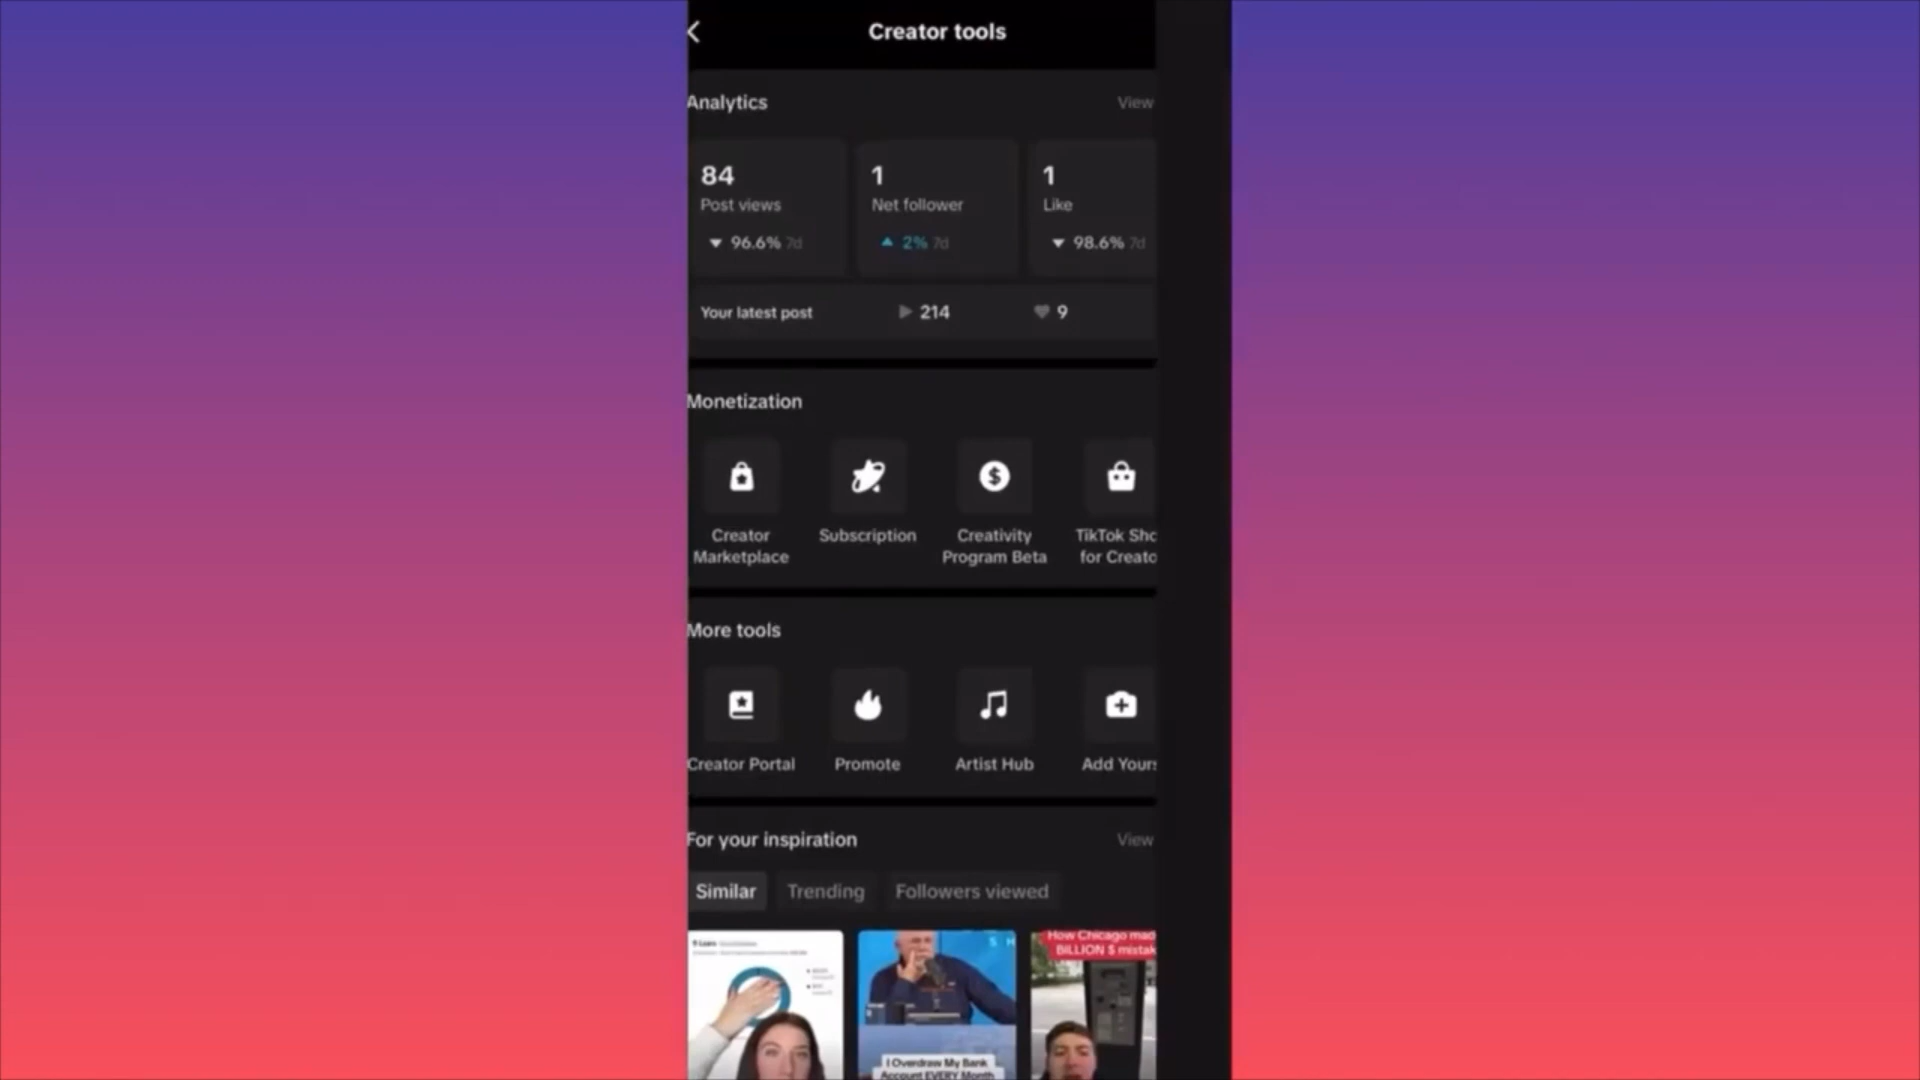 Creator tools
Analytics
View
84
1
1
Post views
Net follower
Like
96.6% 7d
2% 7d
98.6% 7d
Your latest post
214
9
Monetization
Creator
Marketplace
Subscription
Creativity
Program Beta
TikTok Sho
for Creato
More tools
Creator Portal
Promote
Artist Hub
Add Yours
For your inspiration
View
Similar
Trending
Followers viewed
How Chicago mad
BILLION $ mistak
I Overdraw My Bank
Account EVERY Month